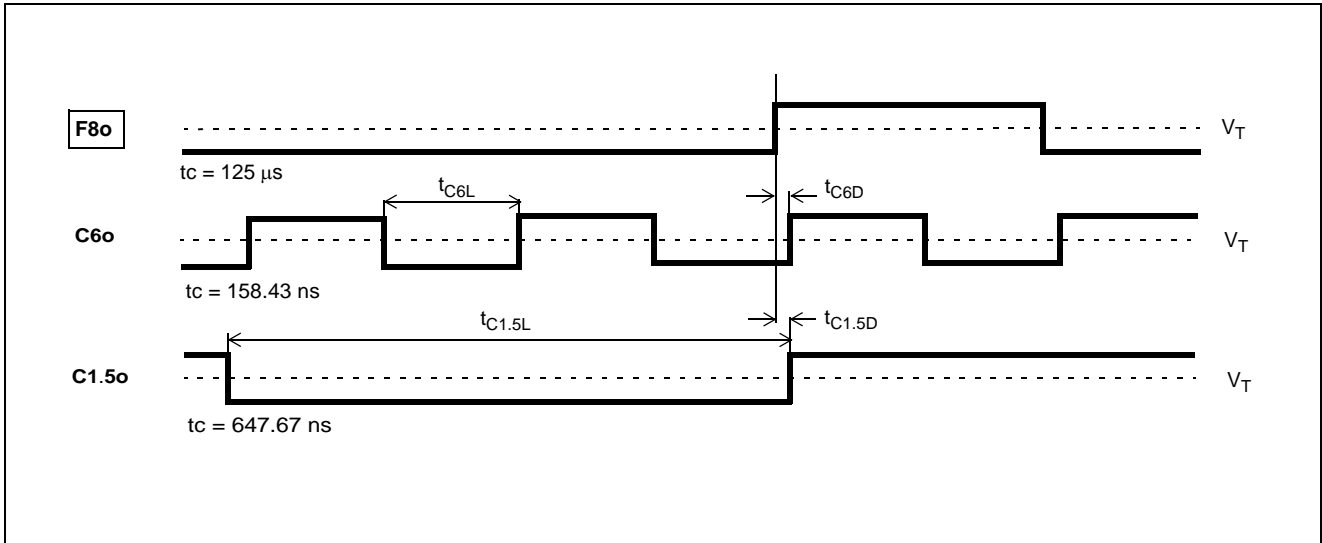 F8o
V_T
tc = 125 μs
t_C6L
t_C6D
C6o
V_T
tc = 158.43 ns
t_C1.5L
t_C1.5D
C1.5o
V_T
tc = 647.67 ns